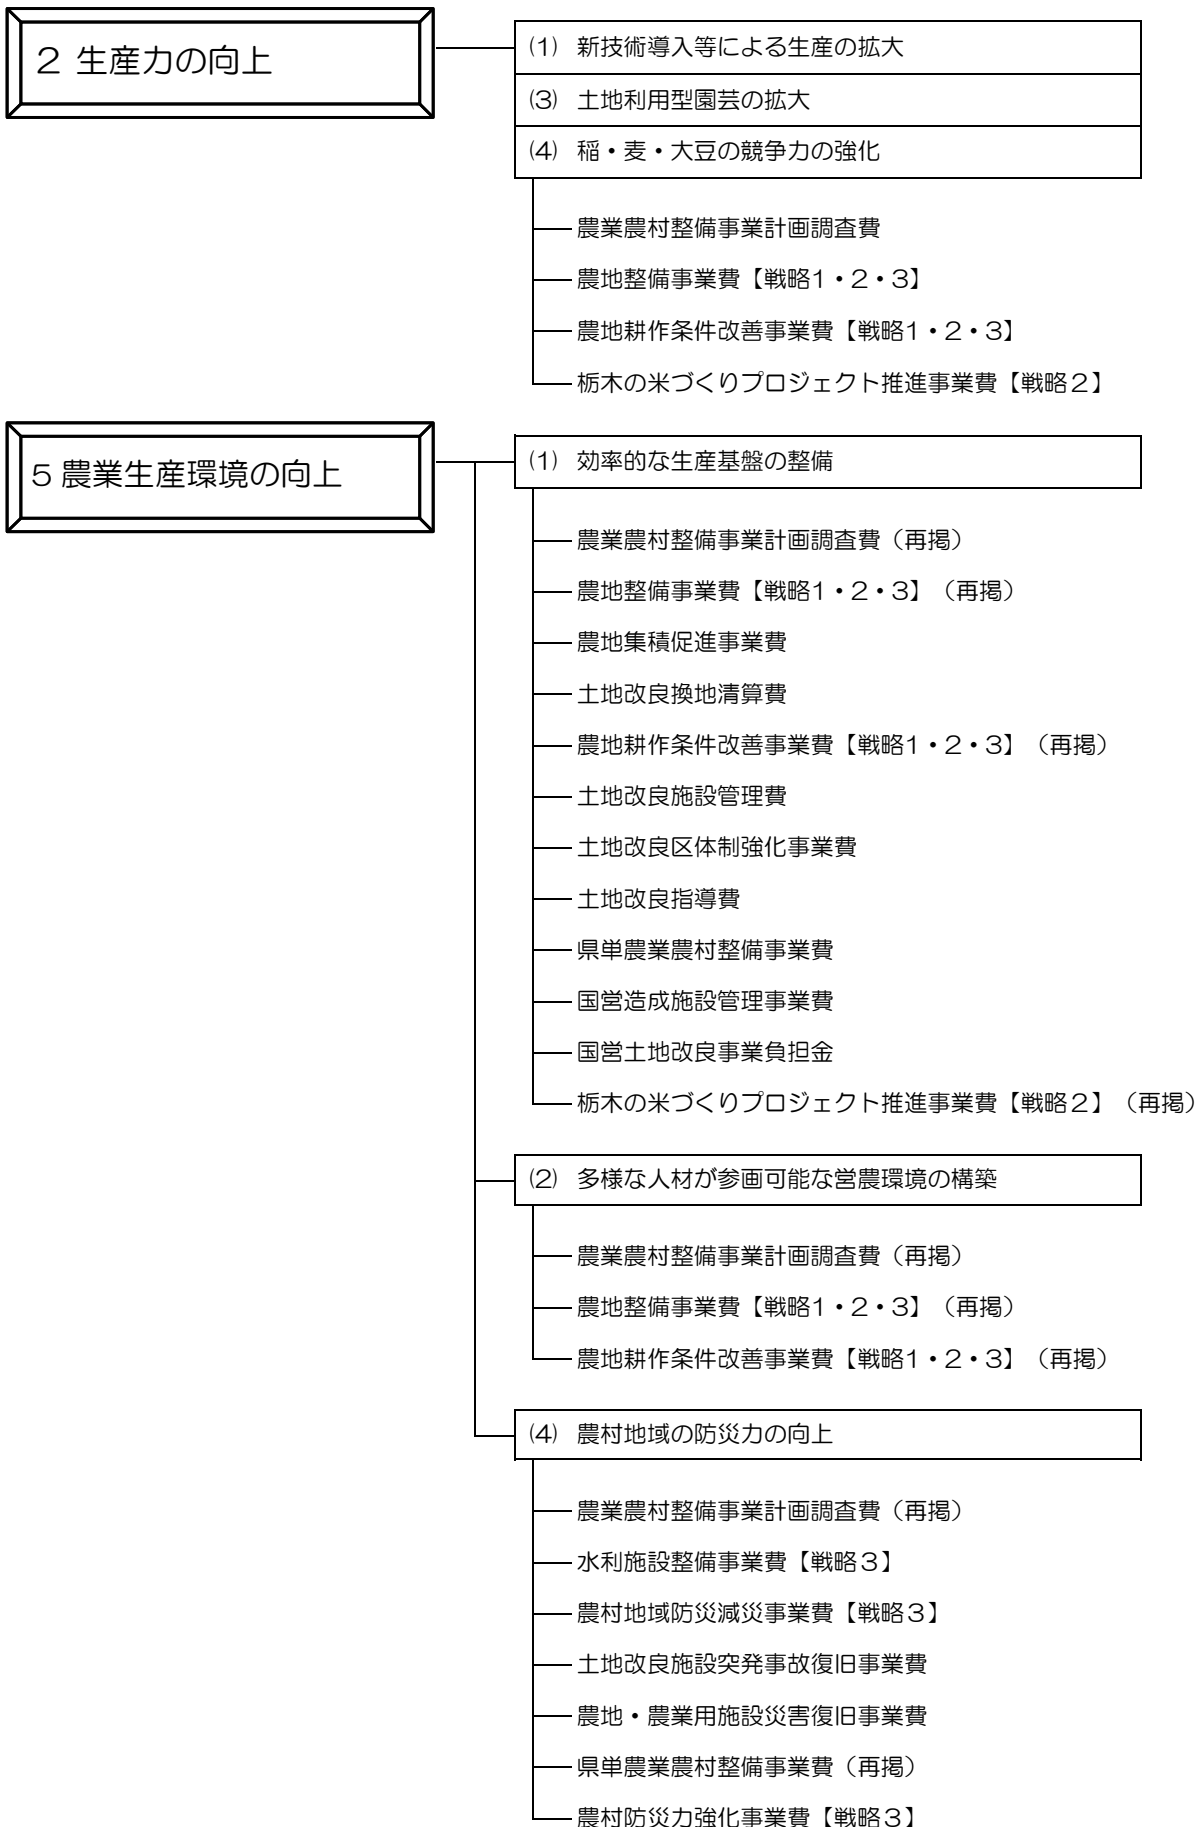 2 生産力の向上
(1) 新技術導入等による生産の拡大
(3) 土地利用型園芸の拡大
(4) 稲・麦・大豆の競争力の強化
農業農村整備事業計画調査費
農地整備事業費【戦略1・2・3】
農地耕作条件改善事業費【戦略1・2・3】
栃木の米づくりプロジェクト推進事業費【戦略2】
5 農業生産環境の向上
(1) 効率的な生産基盤の整備
農業農村整備事業計画調査費（再掲）
農地整備事業費【戦略1・2・3】（再掲）
農地集積促進事業費
土地改良換地清算費
農地耕作条件改善事業費【戦略1・2・3】（再掲）
土地改良施設管理費
土地改良区体制強化事業費
土地改良指導費
県単農業農村整備事業費
国営造成施設管理事業費
国営土地改良事業負担金
栃木の米づくりプロジェクト推進事業費【戦略2】（再掲）
(2) 多様な人材が参画可能な営農環境の構築
農業農村整備事業計画調査費（再掲）
農地整備事業費【戦略1・2・3】（再掲）
農地耕作条件改善事業費【戦略1・2・3】（再掲）
(4) 農村地域の防災力の向上
農業農村整備事業計画調査費（再掲）
水利施設整備事業費【戦略3】
農村地域防災減災事業費【戦略3】
土地改良施設突発事故復旧事業費
農地・農業用施設災害復旧事業費
県単農業農村整備事業費（再掲）
農村防災力強化事業費【戦略3】